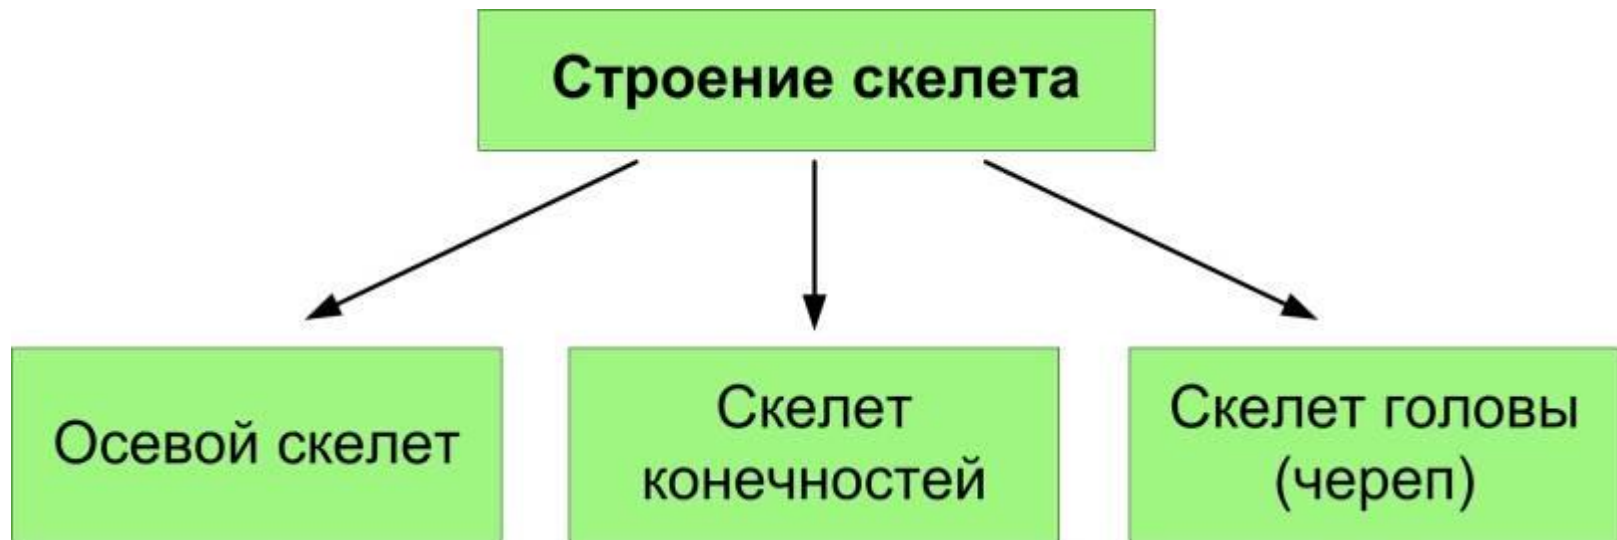 Строение скелета
Осевой скелет
Скелет
конечностей
Скелет головы
(череп)